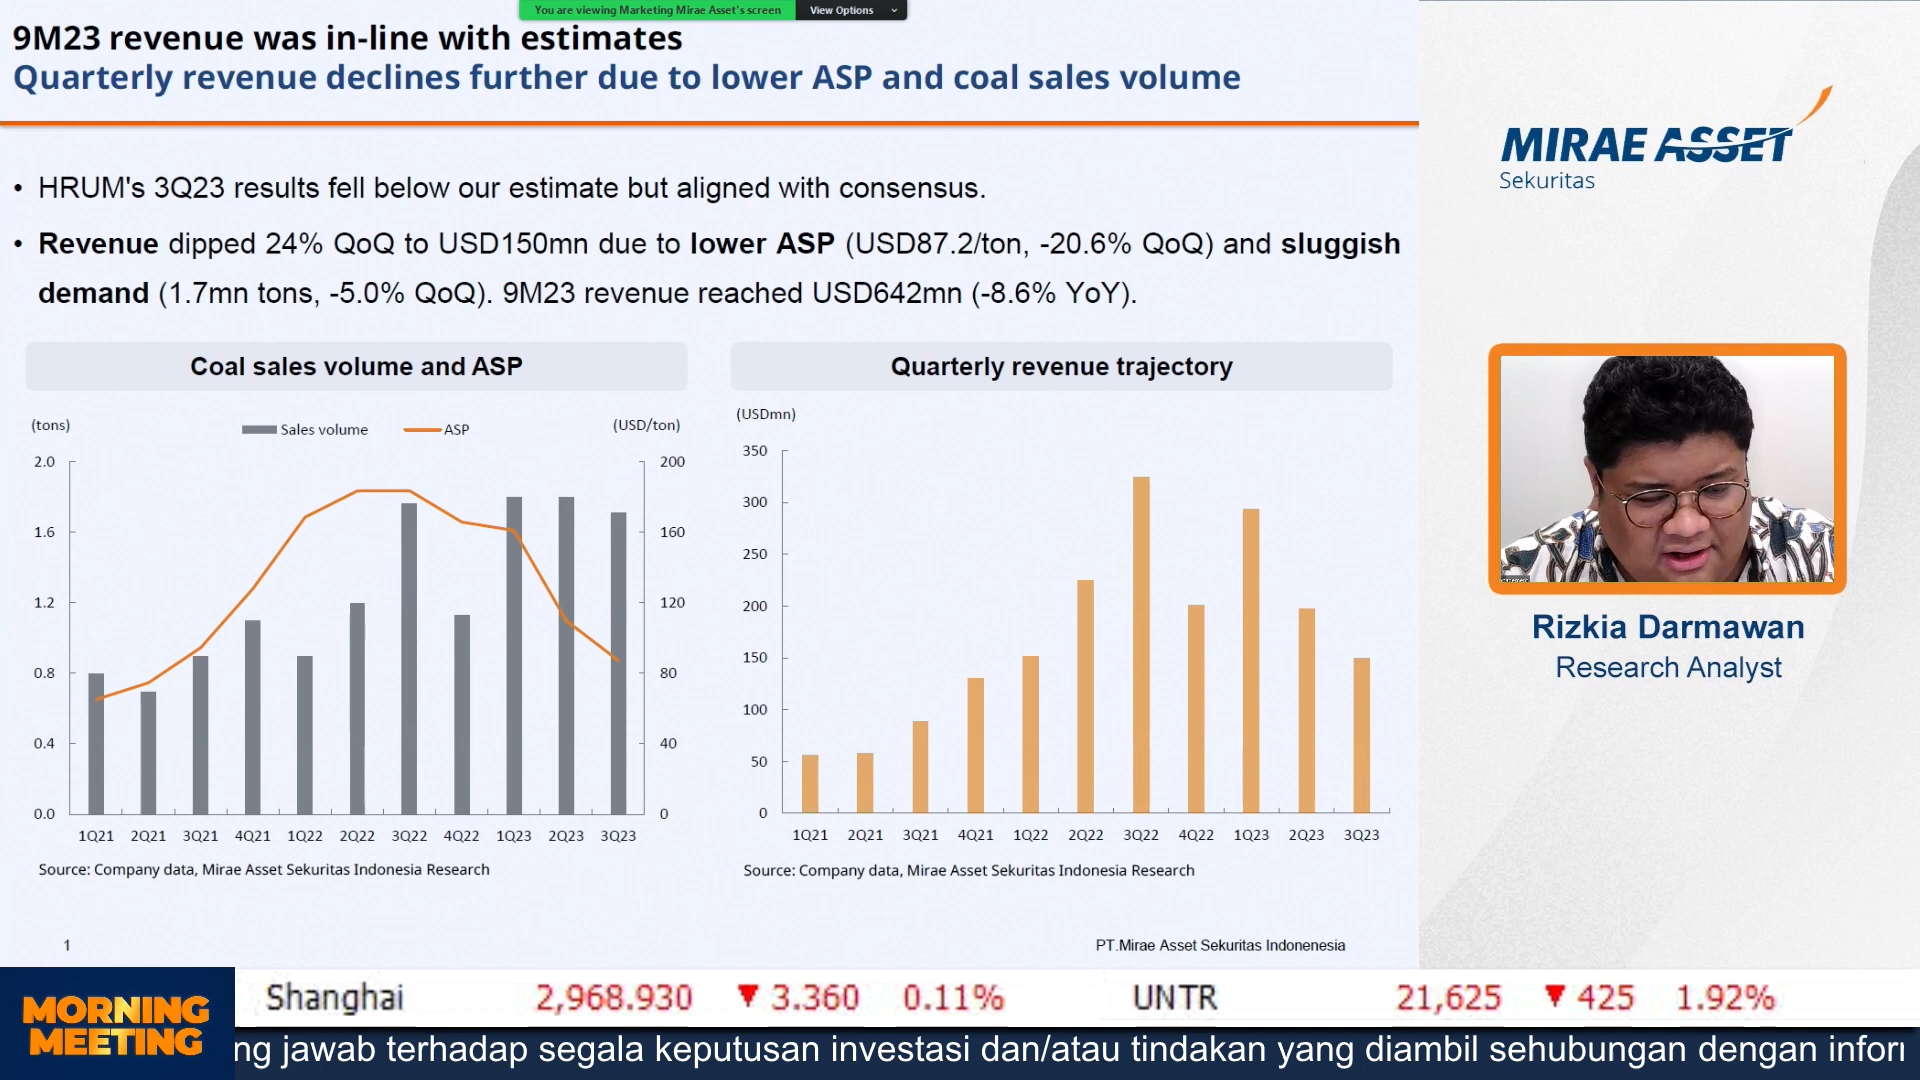 You are viewing Marketing Mirae Asset's screen
View Options
9M23 revenue was in-line with estimates
Quarterly revenue declines further due to lower ASP and coal sales volume
• HRUM's 3Q23 results fell below our estimate but aligned with consensus.
• Revenue dipped 24% QoQ to USD150mn due to lower ASP (USD87.2/ton, -20.6% QoQ) and sluggish
demand (1.7mn tons, -5.0% QoQ). 9M23 revenue reached USD642mn (-8.6% YoY).
Coal sales volume and ASP
(tons)
Sales volume
ASP
(USD/ton)
2.0
1.6
1.2
0.8
0.4
0.0
200
160
120
80
40
0
1Q21 2Q21 3Q21 4Q21 1Q22 2Q22 3Q22 4Q22 1Q23 2Q23 3Q23
Source: Company data, Mirae Asset Sekuritas Indonesia Research
Quarterly revenue trajectory
(USDmn)
350
300
250
200
150
100
50
0
1Q21 2Q21 3Q21 4Q21 1Q22 2Q22 3Q22 4Q22 1Q23 2Q23 3Q23
Source: Company data, Mirae Asset Sekuritas Indonesia Research
1
PT.Mirae Asset Sekuritas Indonenesia
MIRAE ASSET
Sekuritas
Rizkia Darmawan
Research Analyst
MORNING
MEETING
Shanghai 2,968.930 ▼ 3.360 0.11% UNTR 21,625 ▼ 425 1.92%
ng jawab terhadap segala keputusan investasi dan/atau tindakan yang diambil sehubungan dengan infor